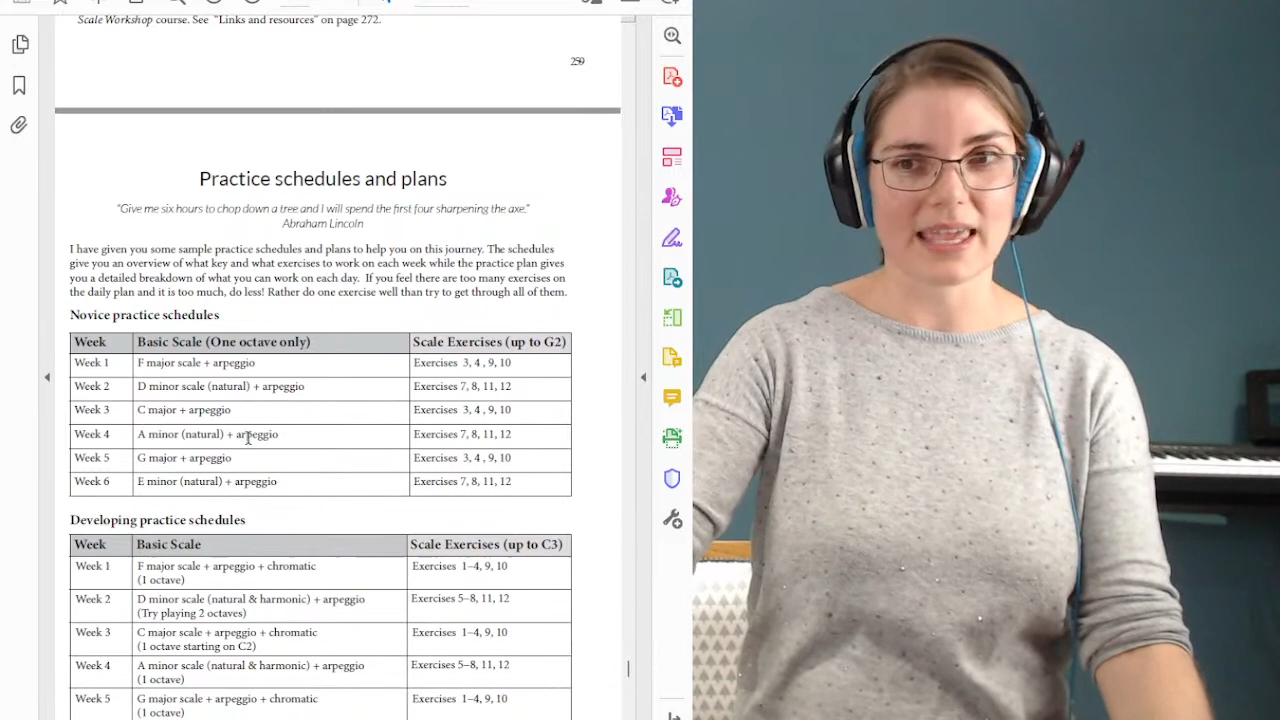 Scale Workshop course. See "Links and resources" on page 272.
259
Practice schedules and plans
“Give me six hours to chop down a tree and I will spend the first four sharpening the axe.”
Abraham Lincoln
I have given you some sample practice schedules and plans to help you on this journey. The schedules
give you an overview of what key and what exercises to work on each week while the practice plan gives
you a detailed breakdown of what you can work on each day. If you feel there are too many exercises on
the daily plan and it is too much, do less! Rather do one exercise well than try to get through all of them.
Novice practice schedules
Week Basic Scale (One octave only) Scale Exercises (up to G2)
Week 1 F major scale + arpeggio Exercises 3, 4 , 9, 10
Week 2 D minor scale (natural) + arpeggio Exercises 7, 8, 11, 12
Week 3 C major + arpeggio Exercises 3, 4 , 9, 10
Week 4 A minor (natural) + arpeggio Exercises 7, 8, 11, 12
Week 5 G major + arpeggio Exercises 3, 4 , 9, 10
Week 6 E minor (natural) + arpeggio Exercises 7, 8, 11, 12
Developing practice schedules
Week Basic Scale Scale Exercises (up to C3)
Week 1 F major scale + arpeggio + chromatic Exercises 1–4, 9, 10
(1 octave)
Week 2 D minor scale (natural & harmonic) + arpeggio Exercises 5–8, 11, 12
(Try playing 2 octaves)
Week 3 C major scale + arpeggio + chromatic Exercises 1–4, 9, 10
(1 octave starting on C2)
Week 4 A minor scale (natural & harmonic) + arpeggio Exercises 5–8, 11, 12
(1 octave)
Week 5 G major scale + arpeggio + chromatic Exercises 1–4, 9, 10
(1 octave)